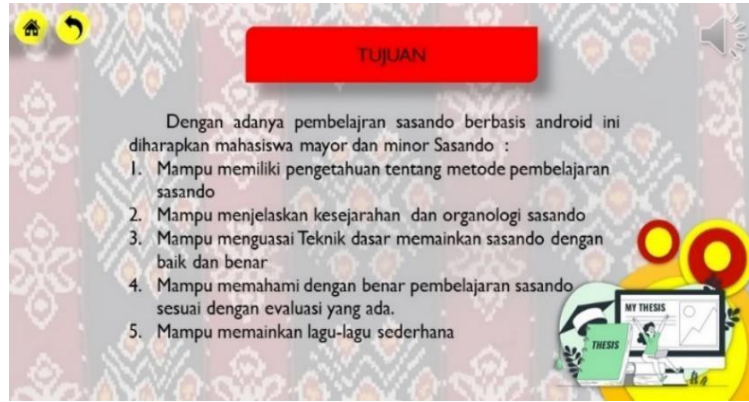 TUJUAN
Dengan adanya pembelajran sasando berbasis android ini
diharapkan mahasiswa mayor dan minor Sasando :
1. Mampu memiliki pengetahuan tentang metode pembelajaran
sasando
2. Mampu menjelaskan kesejarahan dan organologi sasando
3. Mampu menguasai Teknik dasar memainkan sasando dengan
baik dan benar
4. Mampu memahami dengan benar pembelajaran sasando
sesuai dengan evaluasi yang ada.
5. Mampu memainkan lagu-lagu sederhana
MY THESIS
THESIS